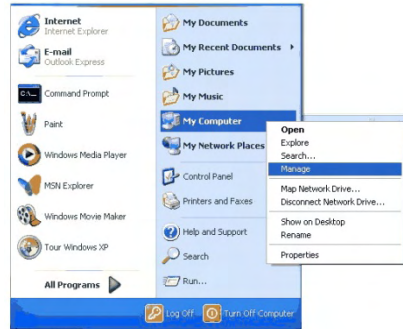 Internet
Internet Explorer
E-mail
Outlook Express
Command Prompt
Paint
Windows Media Player
MSN Explorer
Windows Movie Maker
Tour Windows XP
All Programs
My Documents
My Recent Documents
My Pictures
My Music
My Computer
My Network Places
Control Panel
Printers and Faxes
Help and Support
Search
Run...
Open
Explore
Search...
Manage
Map Network Drive...
Disconnect Network Drive...
Show on Desktop
Rename
Properties
Log Off
Turn Off Computer